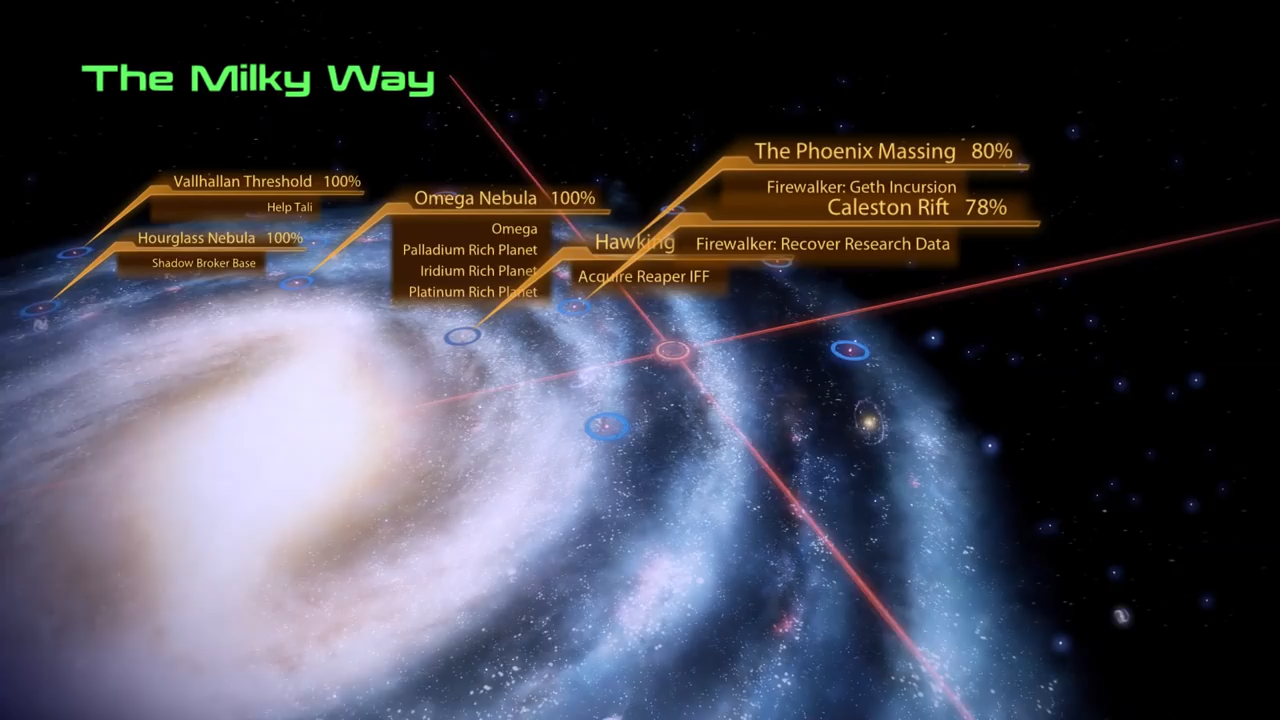 The Milky Way
Vallhallan Threshold 100%
Help Tali
Hourglass Nebula 100%
Shadow Broker Base
Omega Nebula 100%
Omega
Palladium Rich Planet
Iridium Rich Planet
Platinum Rich Planet
Hawking
Acquire Reaper IFF
The Phoenix Massing 80%
Firewalker: Geth Incursion
Caleston Rift 78%
Firewalker: Recover Research Data